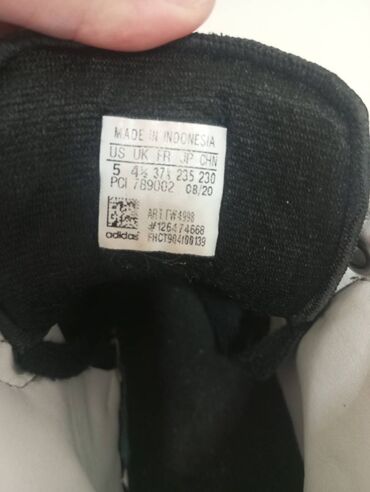 MADE IN INDONESIA
US UK FR JP CHN
5 4½ 37⅓ 235 230
PCI 789002 08/20
ART FW4998
#126474668
adidas FHCT904100139